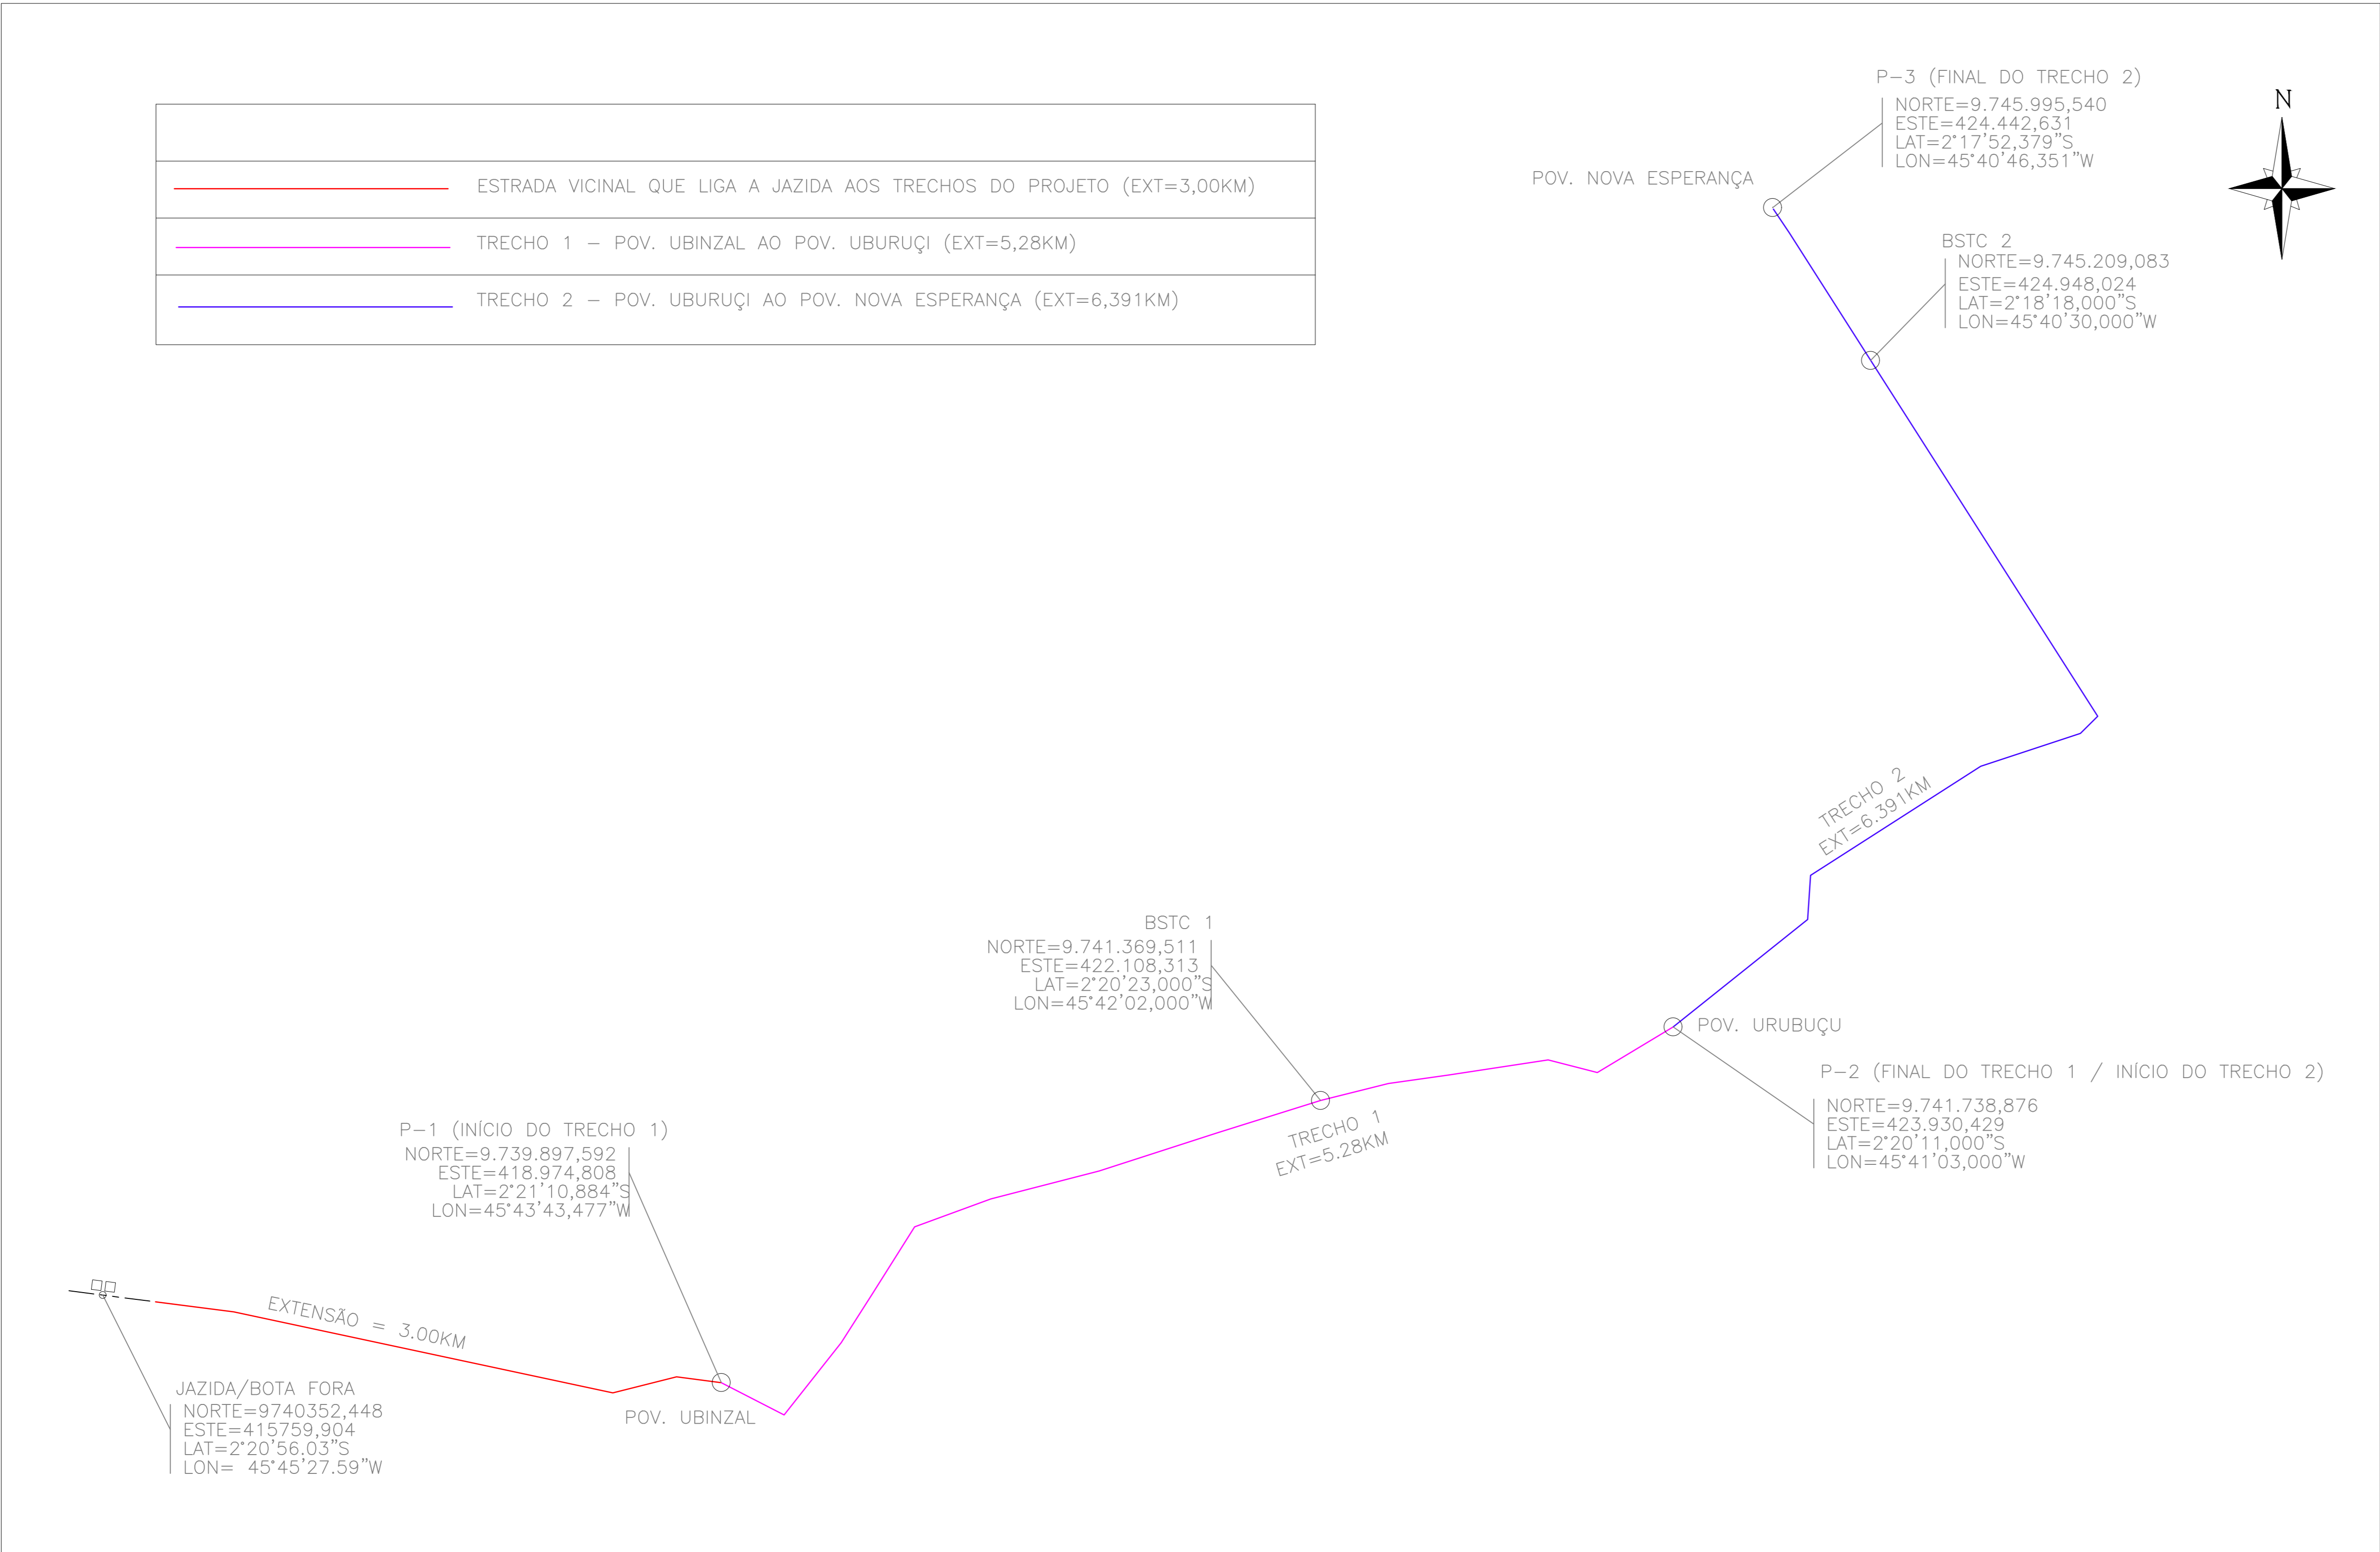 P-3 (FINAL DO TRECHO 2)
NORTE=9.745.995,540
ESTE=424.442,631
LAT=2°17'52,379"S
LON=45°40'46,351"W
N
POV. NOVA ESPERANÇA
ESTRADA VICINAL QUE LIGA A JAZIDA AOS TRECHOS DO PROJETO (EXT=3,00KM)
TRECHO 1 - POV. UBINZAL AO POV. UBURUÇI (EXT=5,28KM)
TRECHO 2 - POV. UBURUÇI AO POV. NOVA ESPERANÇA (EXT=6,391KM)
BSTC 2
NORTE=9.745.209,083
ESTE=424.948,024
LAT=2°18'18,000"S
LON=45°40'30,000"W
TRECHO 2
EXT=6.391KM
BSTC 1
NORTE=9.741.369,511
ESTE=422.108,313
LAT=2°20'23,000"S
LON=45°42'02,000"W
POV. URUBUÇU
P-2 (FINAL DO TRECHO 1 / INÍCIO DO TRECHO 2)
NORTE=9.741.738,876
ESTE=423.930,429
LAT=2°20'11,000"S
LON=45°41'03,000"W
TRECHO 1
EXT=5.28KM
P-1 (INÍCIO DO TRECHO 1)
NORTE=9.739.897,592
ESTE=418.974,808
LAT=2°21'10,884"S
LON=45°43'43,477"W
EXTENSÃO = 3.00KM
POV. UBINZAL
JAZIDA/BOTA FORA
NORTE=9740352,448
ESTE=415759,904
LAT=2°20'56.03"S
LON= 45°45'27.59"W